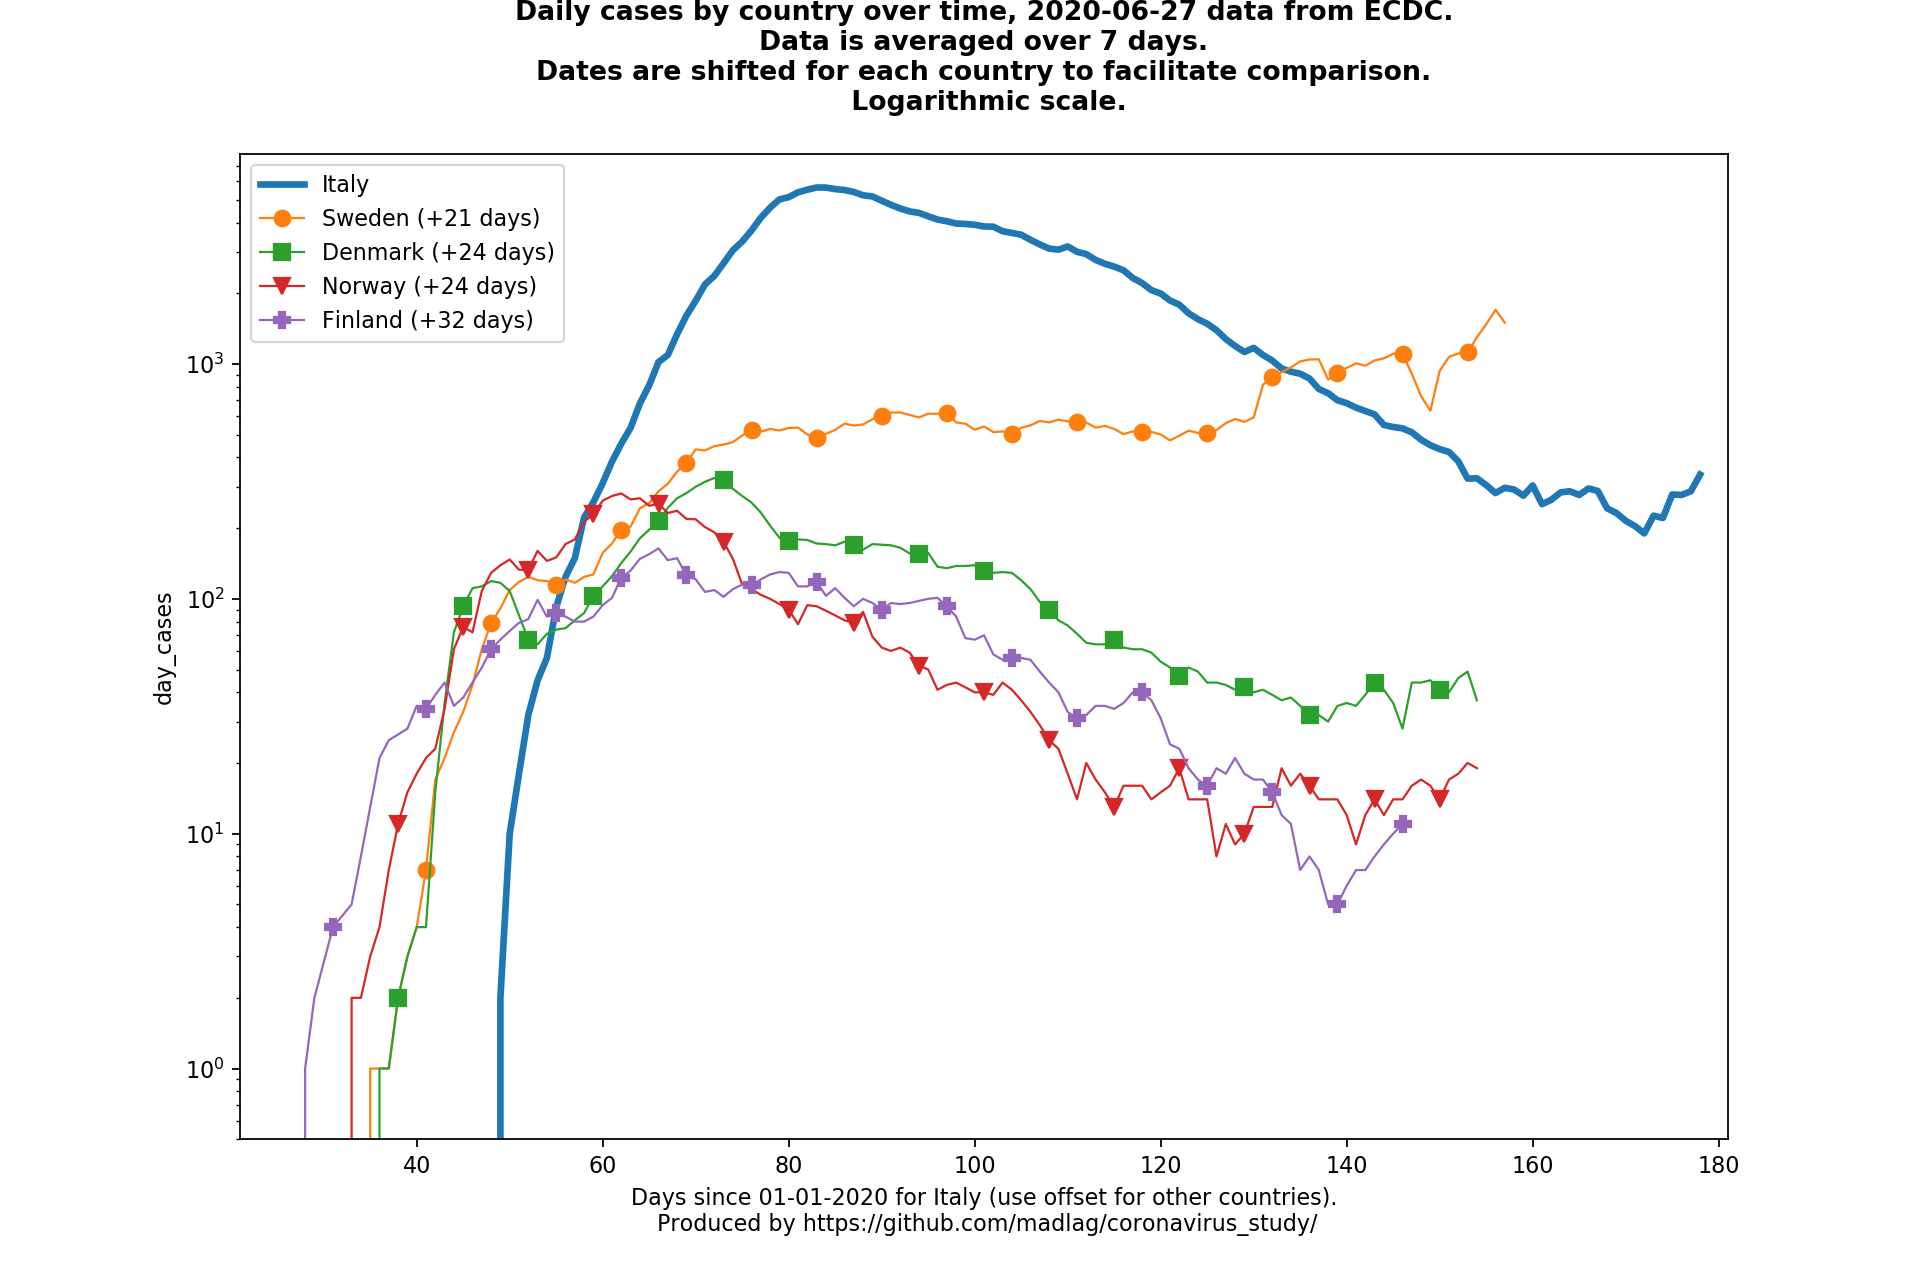 Daily cases by country over time, 2020-06-27 data from ECDC.
Data is averaged over 7 days.
Dates are shifted for each country to facilitate comparison.
Logarithmic scale.
Italy
Sweden (+21 days)
Denmark (+24 days)
Norway (+24 days)
Finland (+32 days)
day_cases
10³
10²
10¹
10⁰
40 60 80 100 120 140 160 180
Days since 01-01-2020 for Italy (use offset for other countries).
Produced by https://github.com/madlag/coronavirus_study/